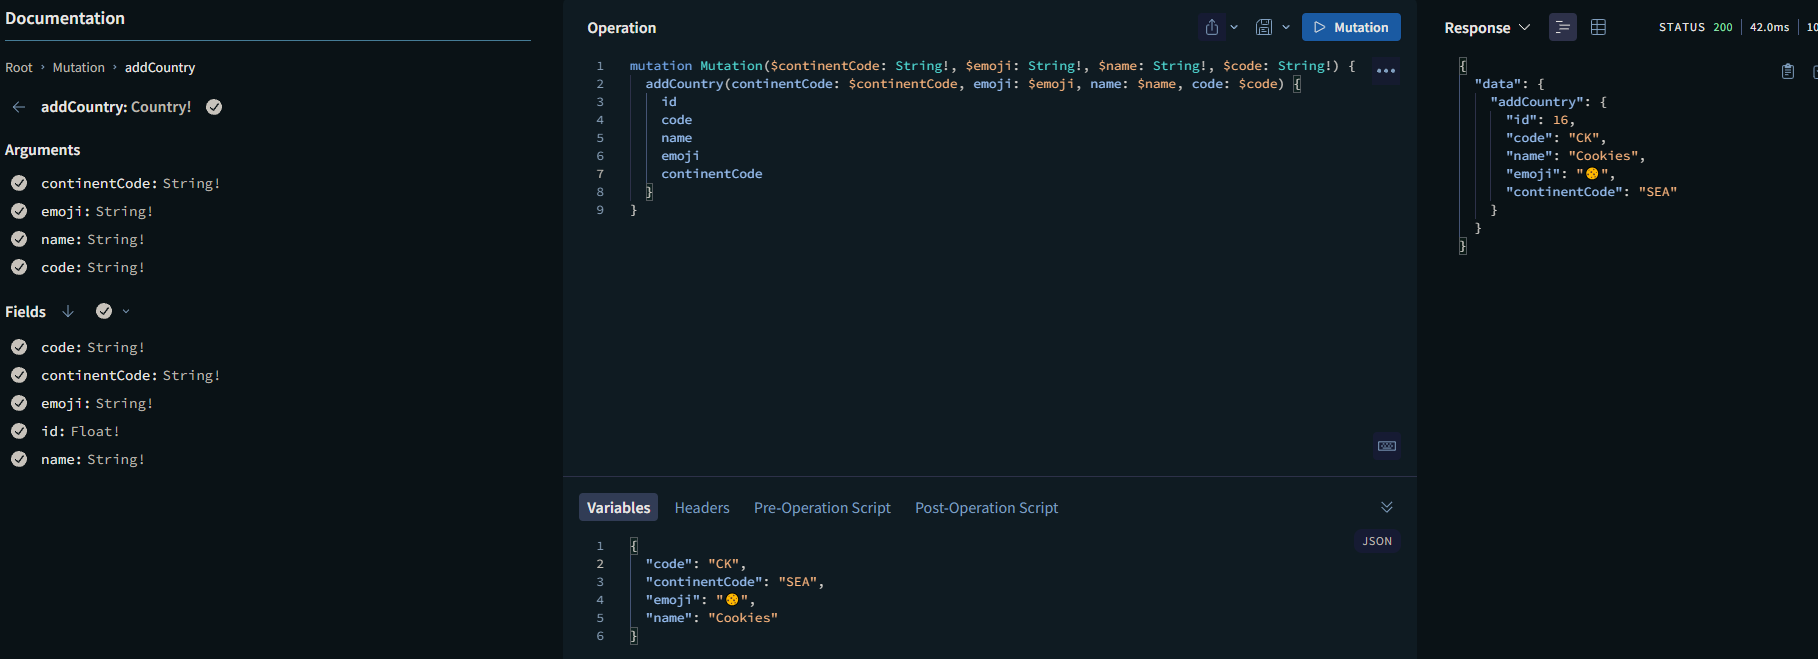 Documentation
Root › Mutation › addCountry
addCountry: Country!
Arguments
continentCode: String!
emoji: String!
name: String!
code: String!
Fields
code: String!
continentCode: String!
emoji: String!
id: Float!
name: String!
Operation
Mutation
1 mutation Mutation($continentCode: String!, $emoji: String!, $name: String!, $code: String!) {
2 addCountry(continentCode: $continentCode, emoji: $emoji, name: $name, code: $code) {
3 id
4 code
5 name
6 emoji
7 continentCode
8 }
9 }
Variables Headers Pre-Operation Script Post-Operation Script
JSON
1 {
2 "code": "CK",
3 "continentCode": "SEA",
4 "emoji": "🍪",
5 "name": "Cookies"
6 }
Response
STATUS 200 42.0ms 10
{
"data": {
"addCountry": {
"id": 16,
"code": "CK",
"name": "Cookies",
"emoji": "🍪",
"continentCode": "SEA"
}
}
}